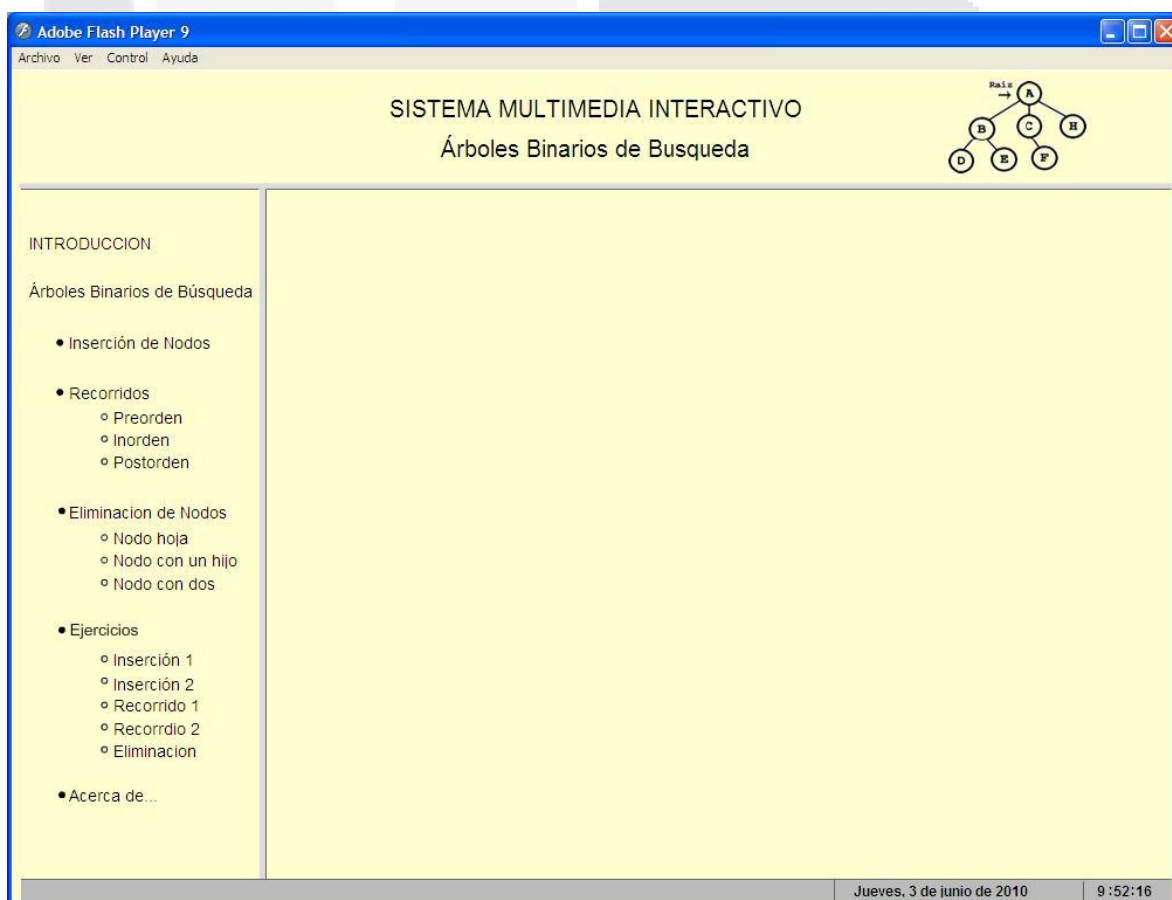 Adobe Flash Player 9
Archivo Ver Control Ayuda
SISTEMA MULTIMEDIA INTERACTIVO
Árboles Binarios de Busqueda
Raiz
A
B C H
D E F
INTRODUCCION
Árboles Binarios de Búsqueda
Inserción de Nodos
Recorridos
Preorden
Inorden
Postorden
Eliminacion de Nodos
Nodo hoja
Nodo con un hijo
Nodo con dos
Ejercicios
Inserción 1
Inserción 2
Recorrido 1
Recorrdio 2
Eliminacion
Acerca de...
Jueves, 3 de junio de 2010 9:52:16